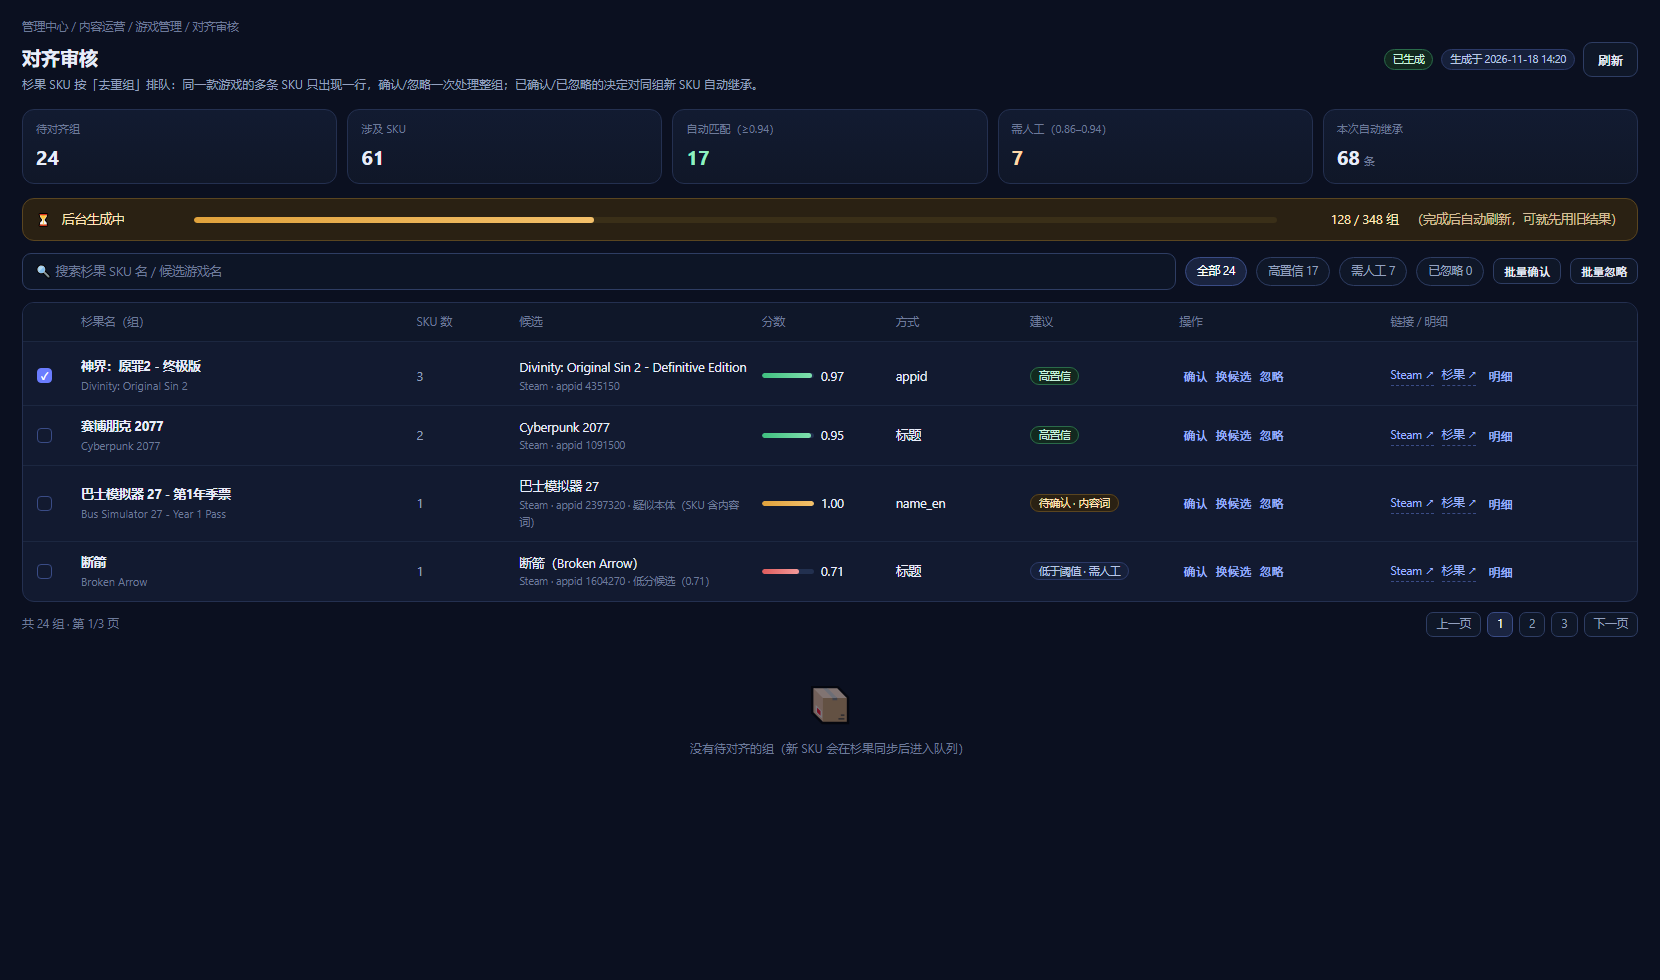 管理中心 / 内容运营 / 游戏管理 / 对齐审核
对齐审核
已生成
生成于 2026-11-18 14:20
刷新
杉果 SKU 按「去重组」排队：同一款游戏的多条 SKU 只出现一行，确认/忽略一次处理整组；已确认/已忽略的决定对同组新 SKU 自动继承。
待对齐组
24
涉及 SKU
61
自动匹配（≥0.94）
17
需人工（0.86–0.94）
7
本次自动继承
68 条
后台生成中
128 / 348 组
（完成后自动刷新，可就先用旧结果）
搜索杉果 SKU 名 / 候选游戏名
全部 24
高置信 17
需人工 7
已忽略 0
批量确认
批量忽略
杉果名（组） SKU 数 候选 分数 方式 建议 操作 链接 / 明细
神界：原罪2 - 终极版
Divinity: Original Sin 2
3
Divinity: Original Sin 2 - Definitive Edition
Steam · appid 435150
0.97
appid
高置信
确认 换候选 忽略
Steam ↗ 杉果 ↗ 明细
赛博朋克 2077
Cyberpunk 2077
2
Cyberpunk 2077
Steam · appid 1091500
0.95
标题
高置信
确认 换候选 忽略
Steam ↗ 杉果 ↗ 明细
巴士模拟器 27 - 第1年季票
Bus Simulator 27 - Year 1 Pass
1
巴士模拟器 27
Steam · appid 2397320 · 疑似本体（SKU 含内容
词）
1.00
name_en
待确认 · 内容词
确认 换候选 忽略
Steam ↗ 杉果 ↗ 明细
断箭
Broken Arrow
1
断箭（Broken Arrow）
Steam · appid 1604270 · 低分候选（0.71）
0.71
标题
低于阈值 · 需人工
确认 换候选 忽略
Steam ↗ 杉果 ↗ 明细
共 24 组 · 第 1/3 页
上一页 1 2 3 下一页
没有待对齐的组（新 SKU 会在杉果同步后进入队列）